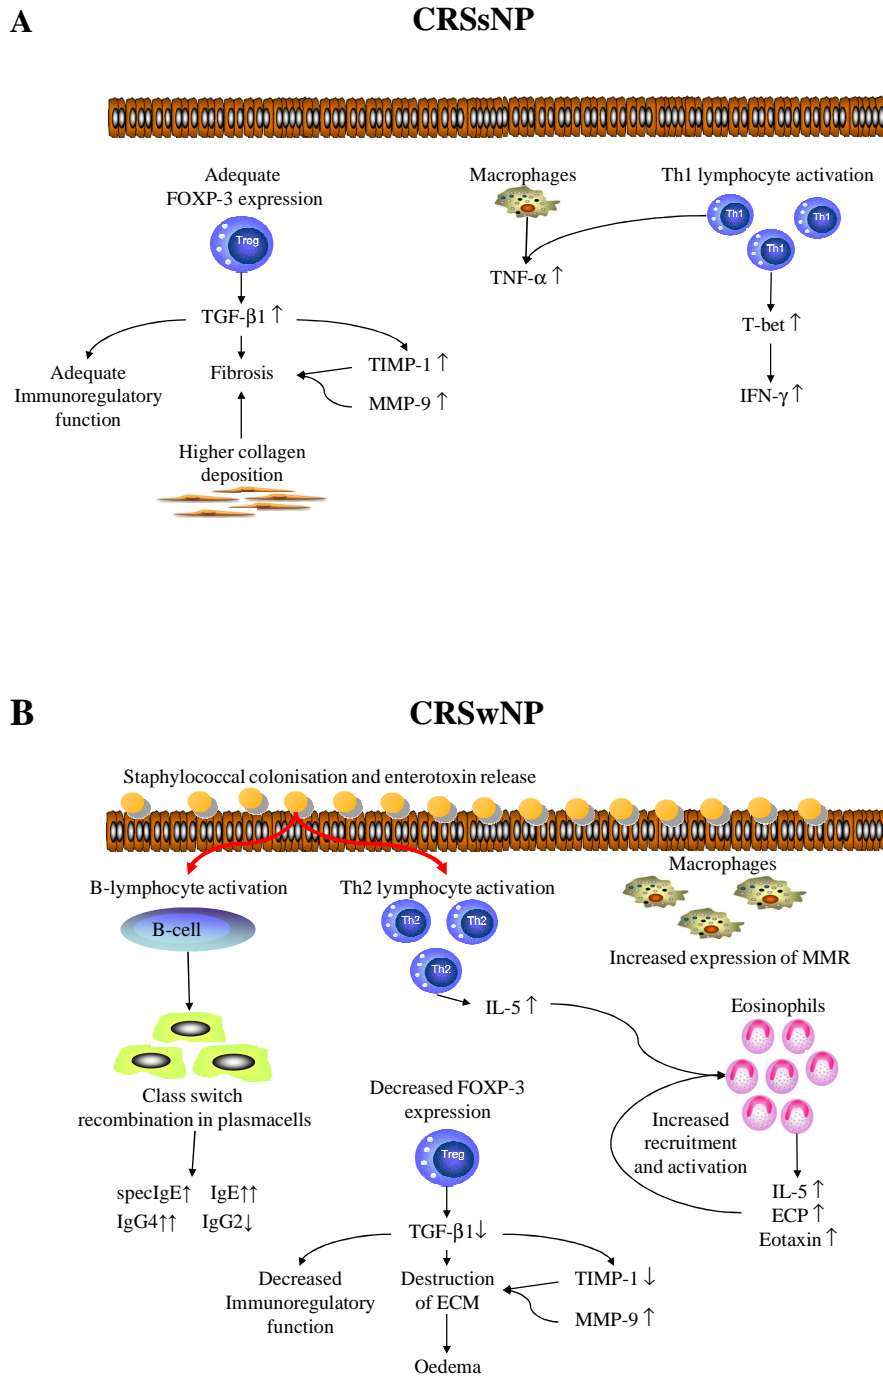 A
CRSsNP
Adequate
FOXP-3 expression
Macrophages
Th1 lymphocyte activation
Treg
Th1
Th1
Th1
TNF-α ↑
TGF-β1 ↑
T-bet ↑
Adequate
Immunoregulatory
function
Fibrosis
TIMP-1 ↑
MMP-9 ↑
IFN-γ ↑
Higher collagen
deposition
B
CRSwNP
Staphylococcal colonisation and enterotoxin release
B-lymphocyte activation
Th2 lymphocyte activation
Macrophages
B-cell
Th2
Th2
Th2
Increased expression of MMR
IL-5 ↑
Eosinophils
Class switch
recombination in plasmacells
Decreased FOXP-3
expression
Increased
recruitment
and activation
Treg
specIgE↑ IgE↑↑
IgG4↑↑ IgG2↓
IL-5 ↑
ECP ↑
Eotaxin ↑
TGF-β1↓
Decreased
Immunoregulatory
function
Destruction
of ECM
TIMP-1 ↓
MMP-9 ↑
Oedema